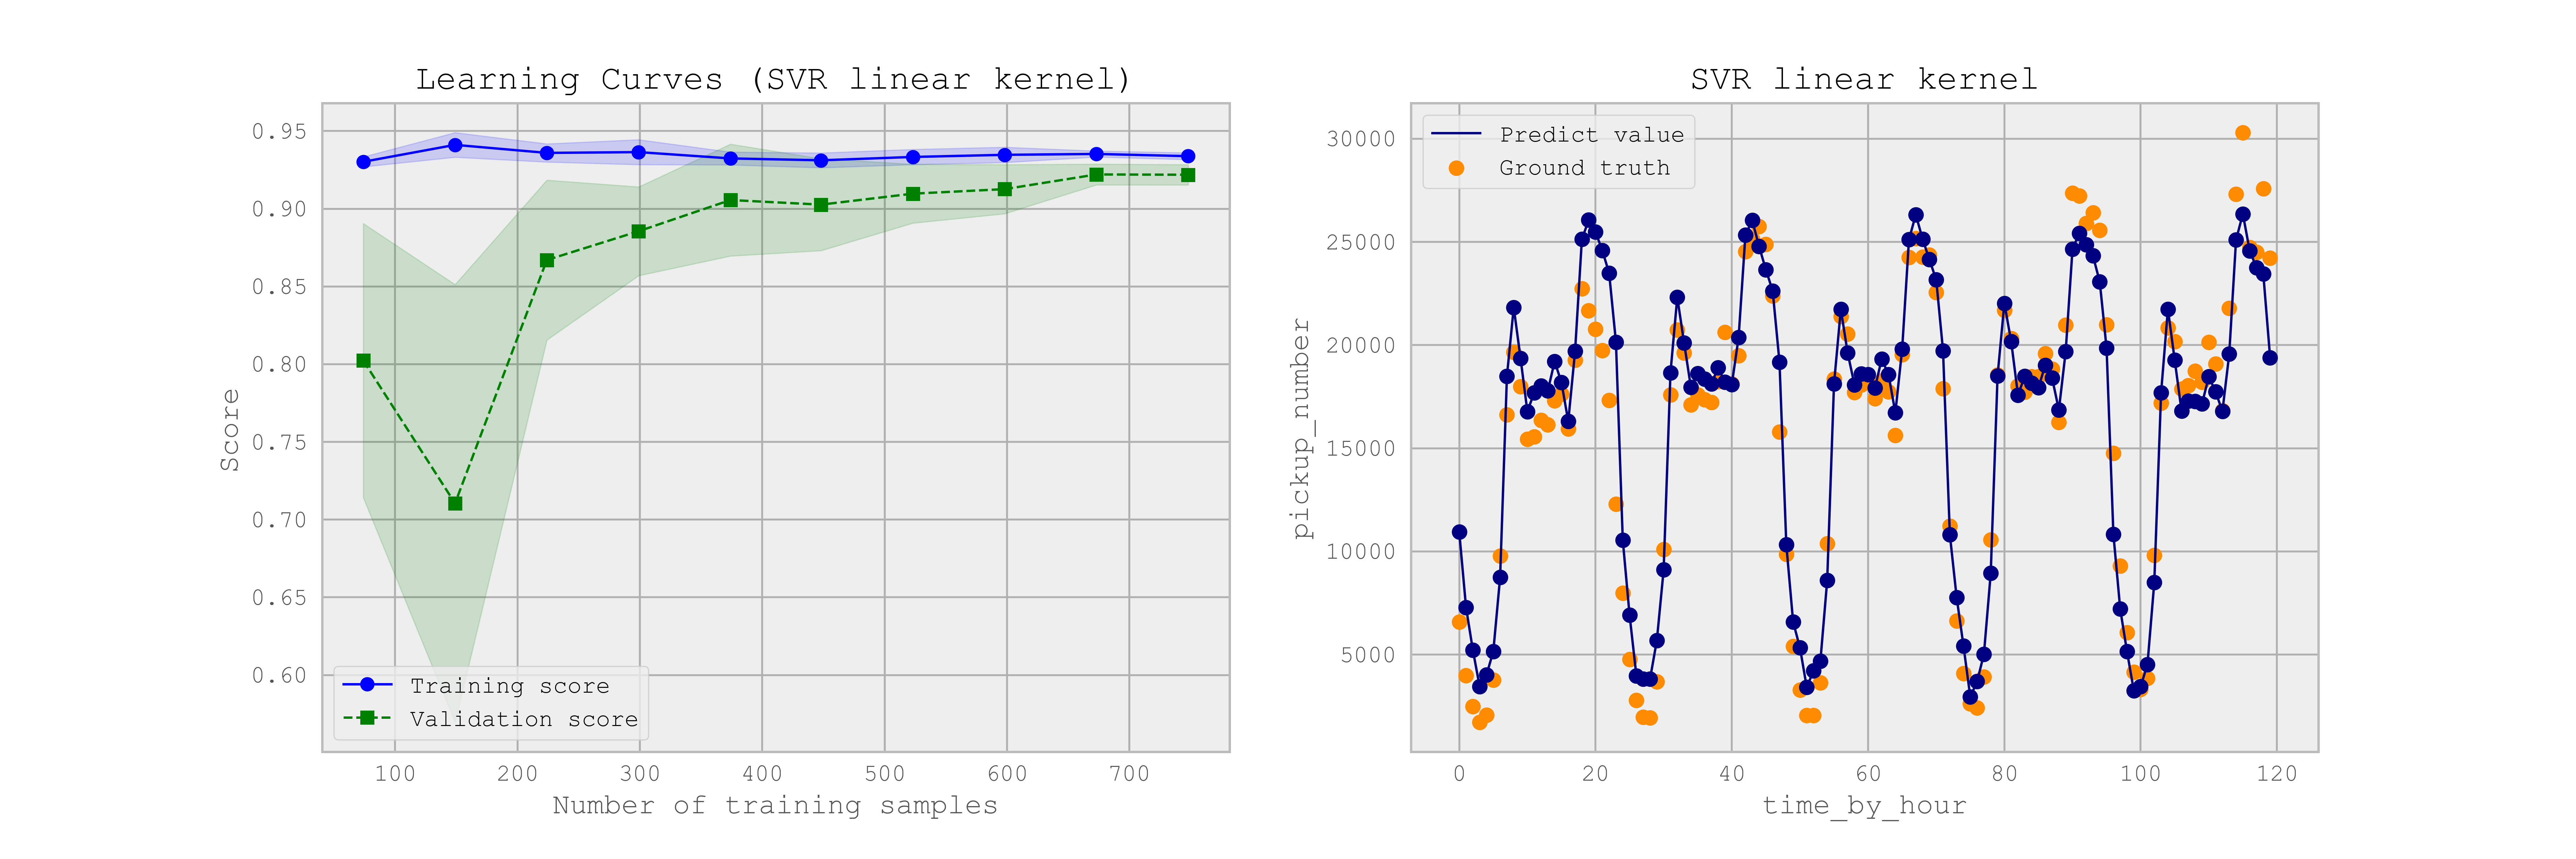 Learning Curves (SVR linear kernel)
0.95
0.90
0.85
0.80
0.75
0.70
0.65
0.60
Score
Training score
Validation score
100 200 300 400 500 600 700
Number of training samples
SVR linear kernel
30000
25000
20000
15000
10000
5000
pickup_number
Predict value
Ground truth
0 20 40 60 80 100 120
time_by_hour